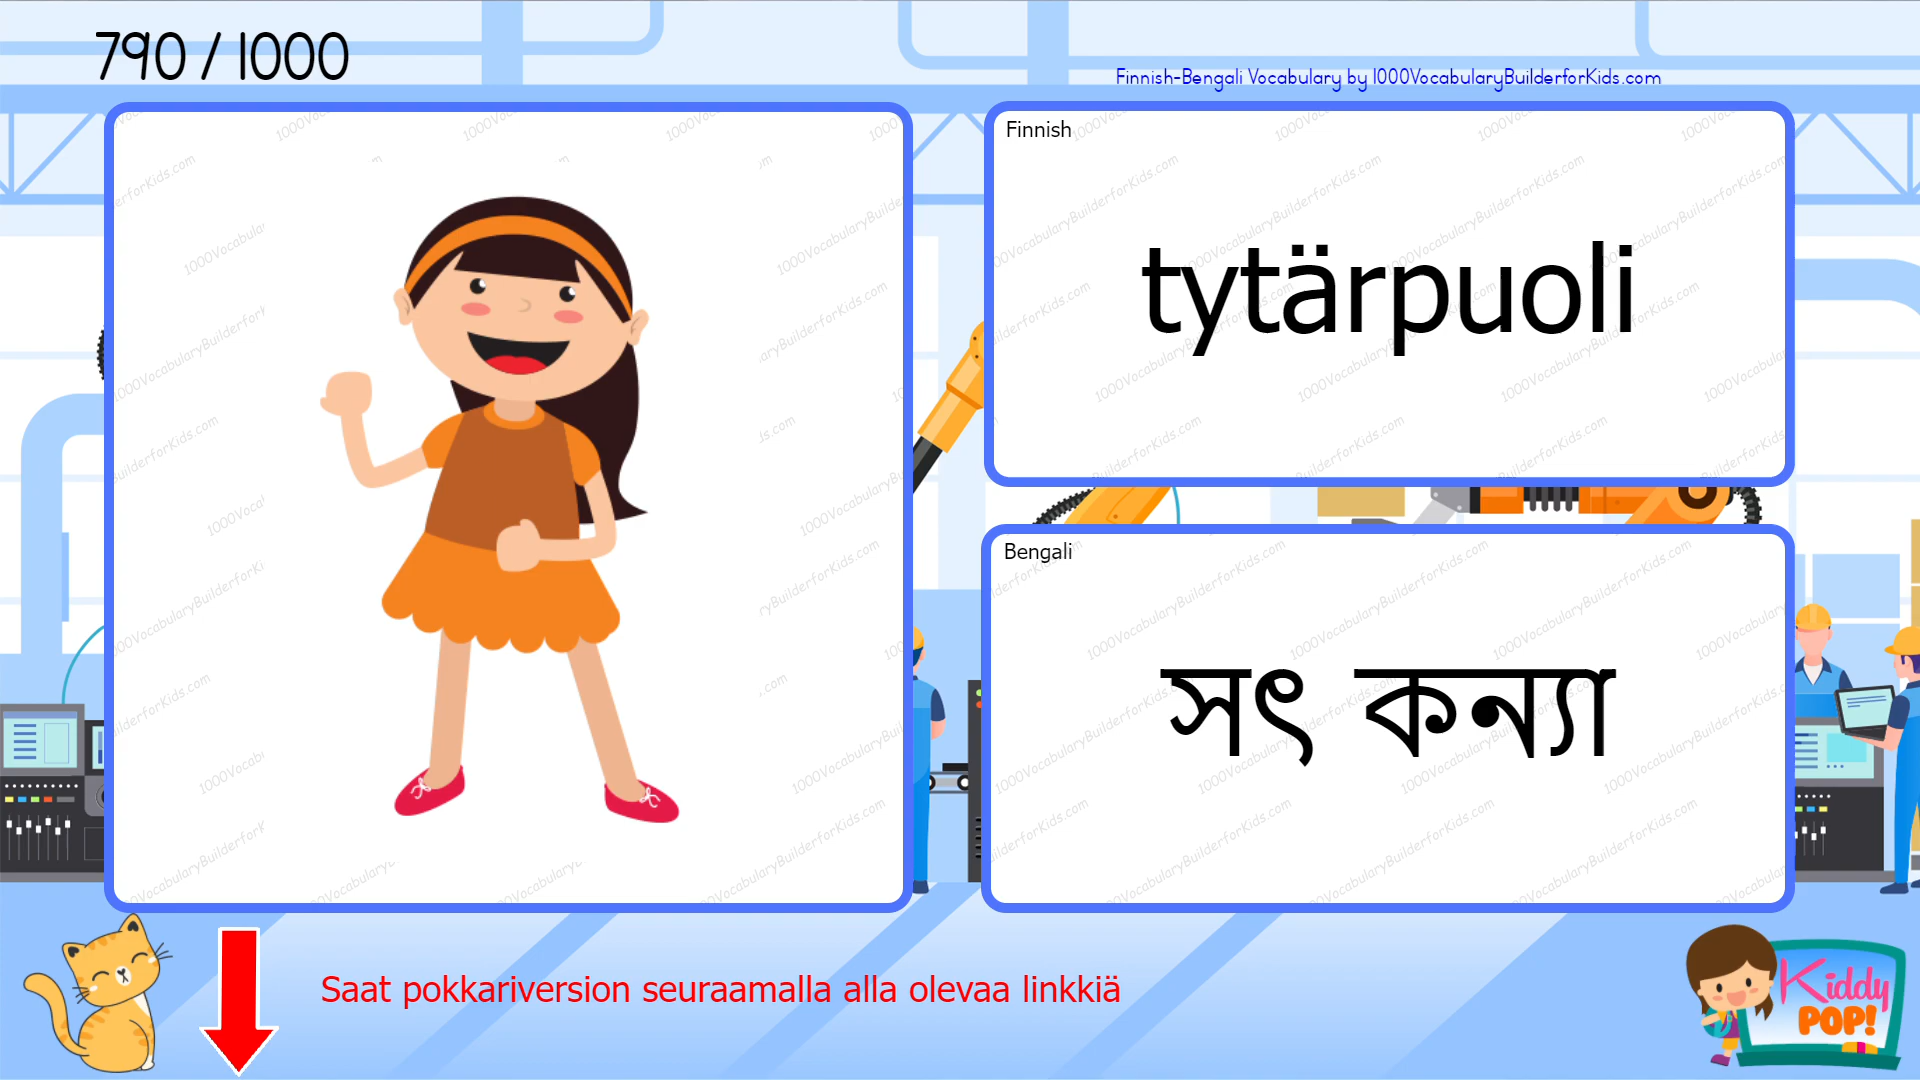 790 / 1000
Finnish-Bengali Vocabulary by 1000VocabularyBuilderforKids.com
Finnish
tytärpuoli
Bengali
সৎ কন্যা
Saat pokkariversion seuraamalla alla olevaa linkkiä
Kiddy
POP!